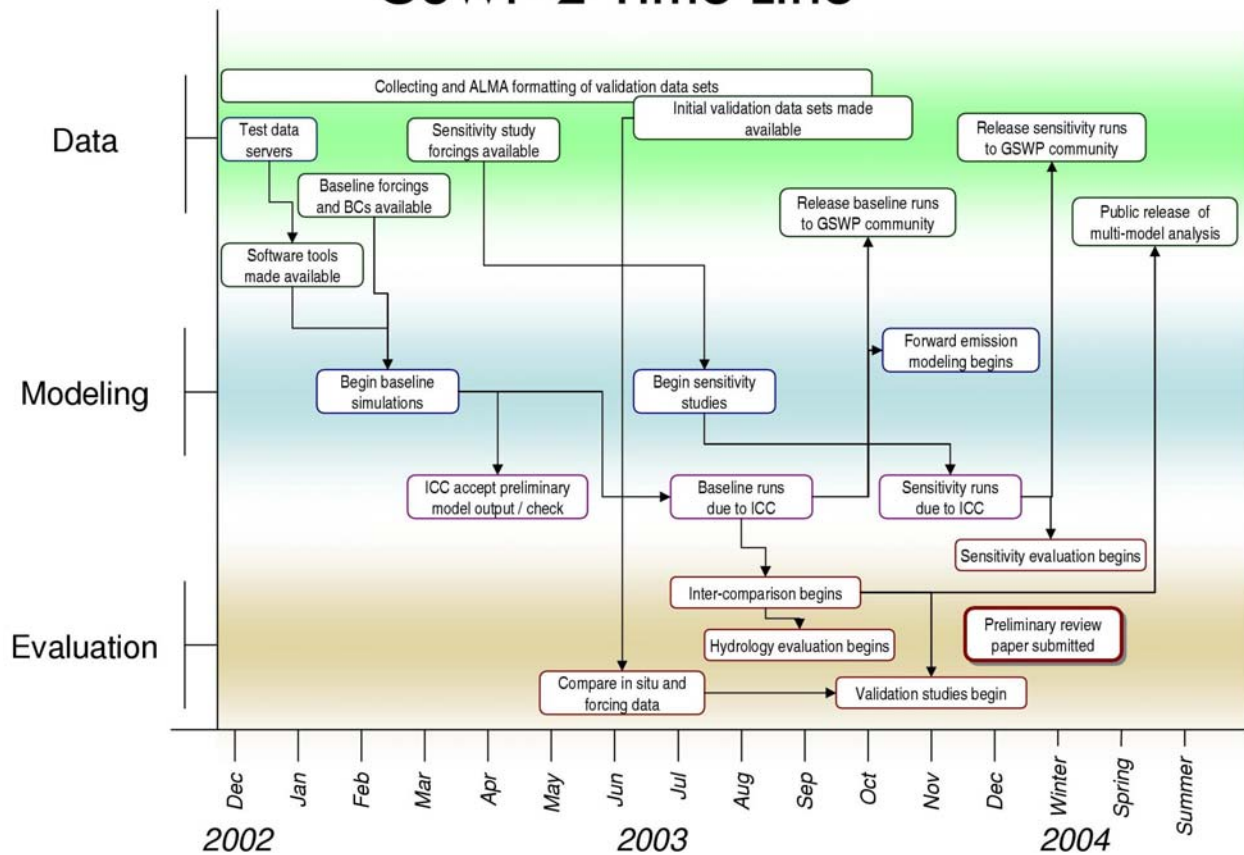 GSWP-2 Time Line
Collecting and ALMA formatting of validation data sets
Initial validation data sets made
available
Test data
servers
Sensitivity study
forcings available
Release sensitivity runs
to GSWP community
Data
Baseline forcings
and BCs available
Release baseline runs
to GSWP community
Public release of
multi-model analysis
Software tools
made available
Forward emission
modeling begins
Modeling
Begin baseline
simulations
Begin sensitivity
studies
ICC accept preliminary
model output / check
Baseline runs
due to ICC
Sensitivity runs
due to ICC
Sensitivity evaluation begins
Inter-comparison begins
Preliminary review
paper submitted
Evaluation
Hydrology evaluation begins
Compare in situ and
forcing data
Validation studies begin
Dec
Jan
Feb
Mar
Apr
May
Jun
Jul
Aug
Sep
Oct
Nov
Dec
Winter
Spring
Summer
2002
2003
2004